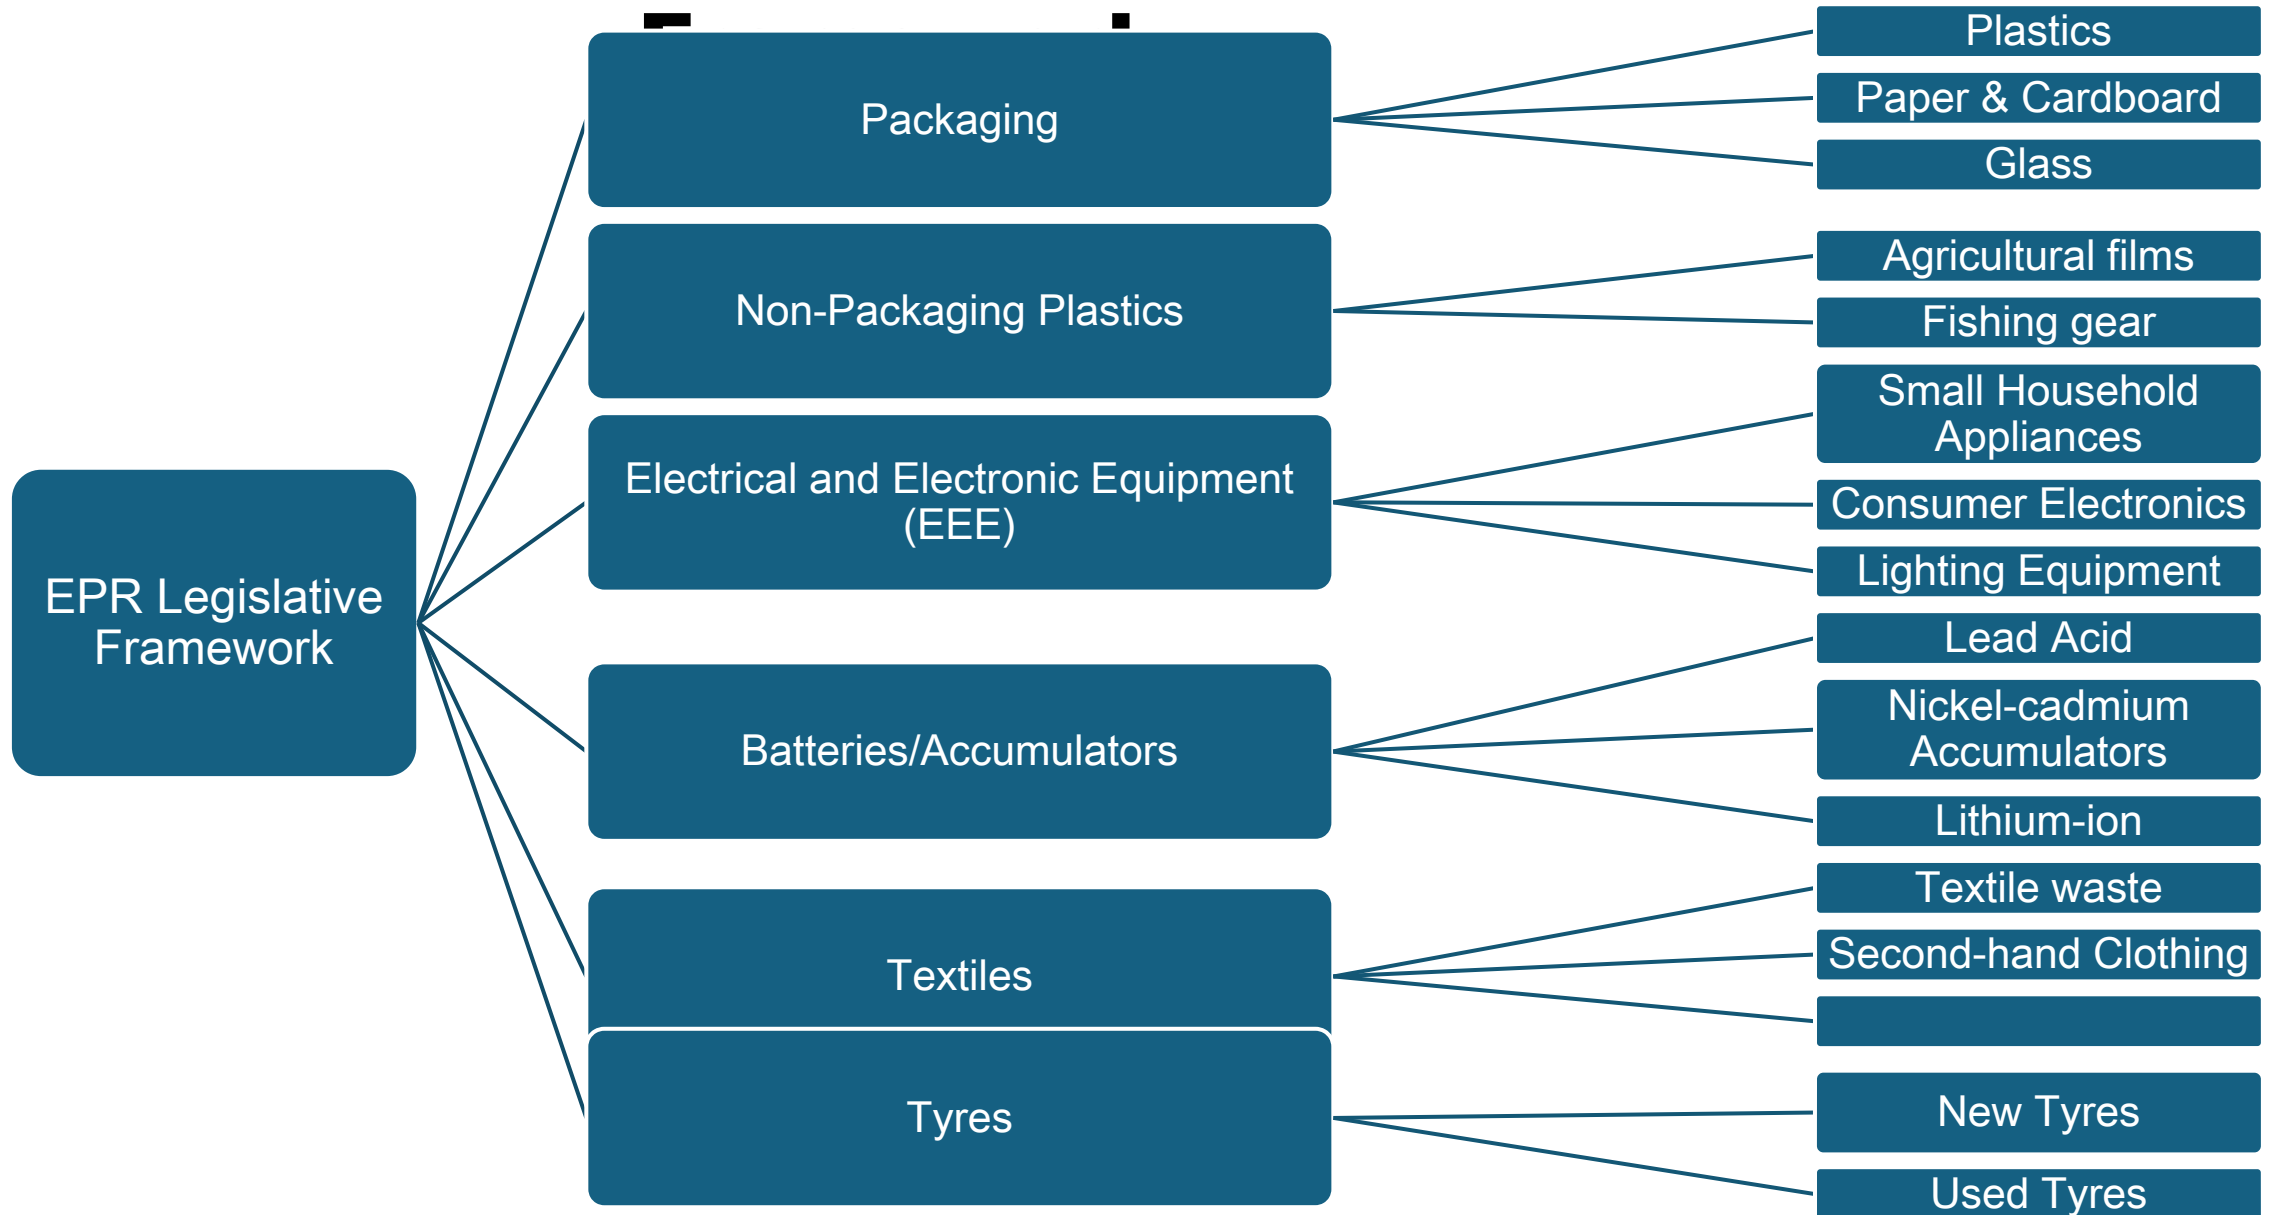 EPR Legislative
Framework
Packaging
Plastics
Paper & Cardboard
Glass
Non-Packaging Plastics
Agricultural films
Fishing gear
Electrical and Electronic Equipment
(EEE)
Small Household
Appliances
Consumer Electronics
Lighting Equipment
Batteries/Accumulators
Lead Acid
Nickel-cadmium
Accumulators
Lithium-ion
Textiles
Textile waste
Second-hand Clothing
Tyres
New Tyres
Used Tyres